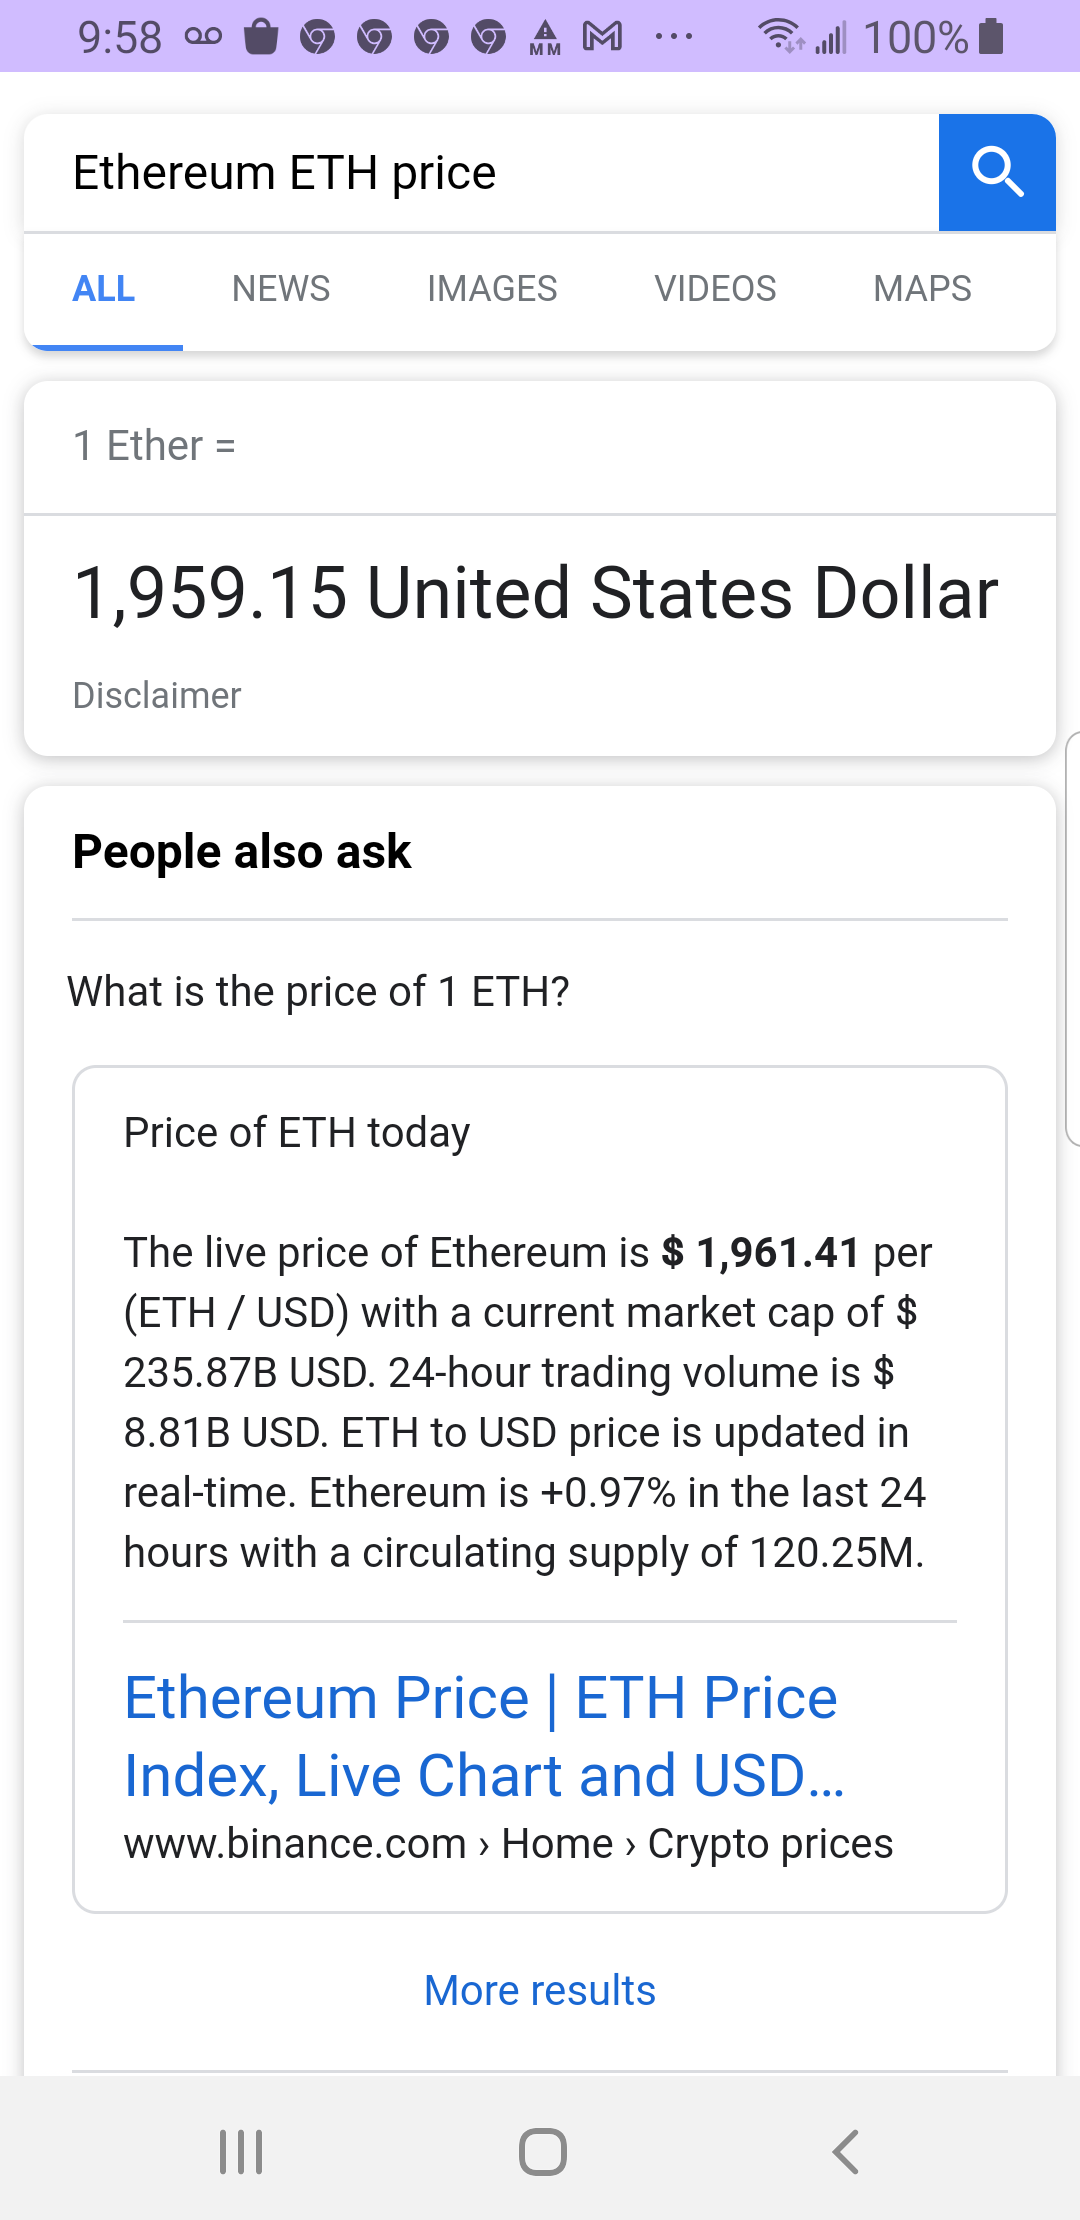 9:58 MM 100%
Ethereum ETH price
ALL NEWS IMAGES VIDEOS MAPS
1 Ether =
1,959.15 United States Dollar
Disclaimer
People also ask
What is the price of 1 ETH?
Price of ETH today
The live price of Ethereum is $ 1,961.41 per
(ETH / USD) with a current market cap of $
235.87B USD. 24-hour trading volume is $
8.81B USD. ETH to USD price is updated in
real-time. Ethereum is +0.97% in the last 24
hours with a circulating supply of 120.25M.
Ethereum Price | ETH Price
Index, Live Chart and USD...
www.binance.com › Home › Crypto prices
More results